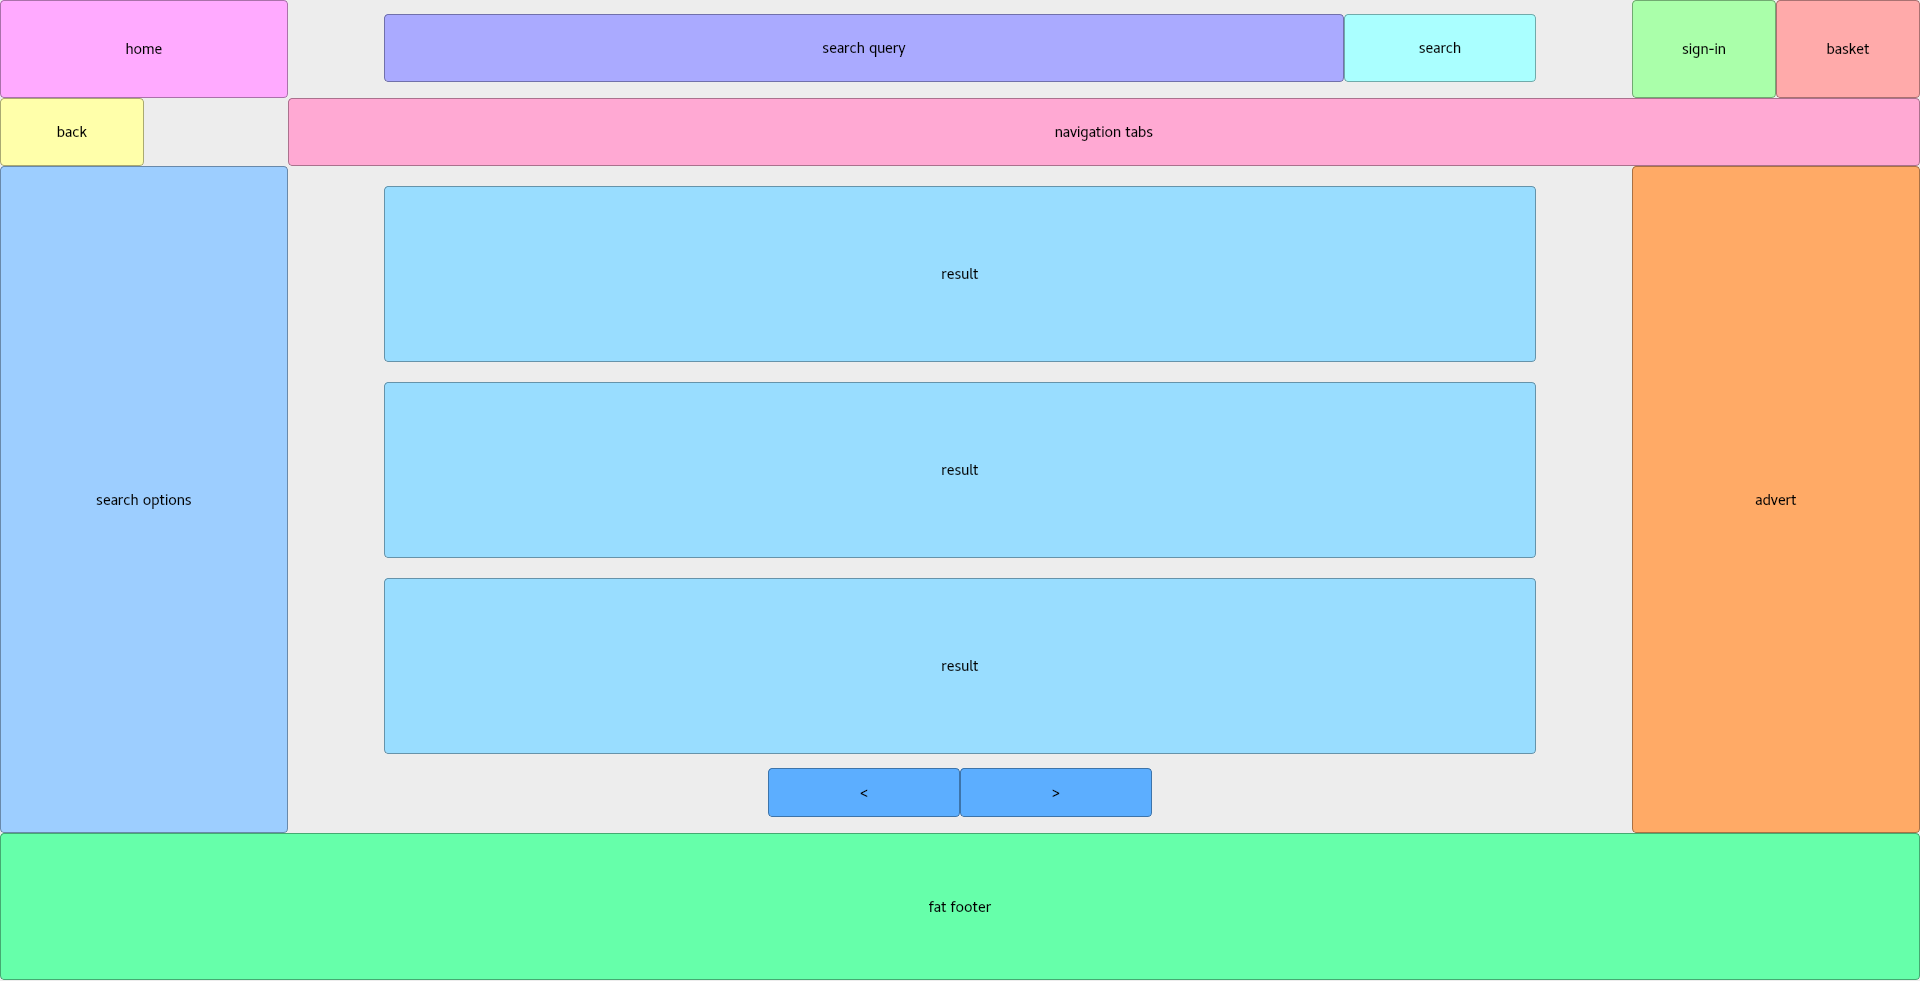 home
search query
search
sign-in
basket
back
navigation tabs
search options
result
result
result
advert
<
>
fat footer